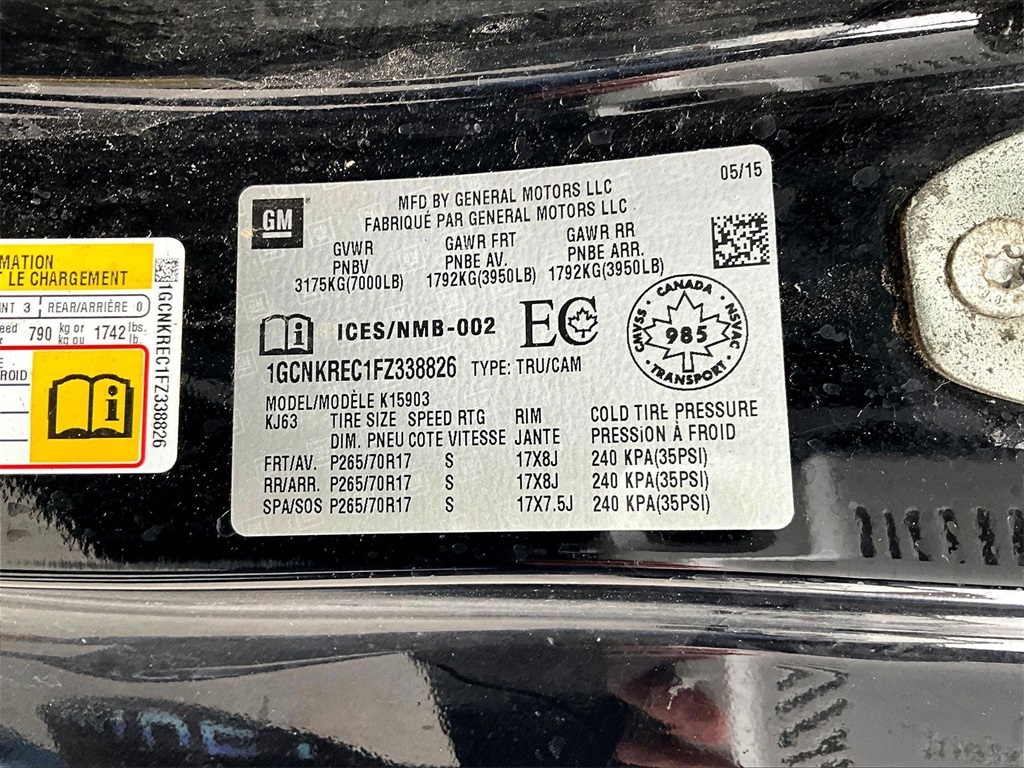 MATION
T LE CHARGEMENT
NT 3 REAR/ARRIÈRE 0
790 kg or kg ou 1742 lbs. lb.
ROID
i
1GCNKREC1FZ338826
05/15
GM
MFD BY GENERAL MOTORS LLC
FABRIQUÉ PAR GENERAL MOTORS LLC
GVWR GAWR FRT GAWR RR
PNBV PNBE AV. PNBE ARR.
3175KG(7000LB) 1792KG(3950LB) 1792KG(3950LB)
i ICES/NMB-002 EC
CANADA
CMVSS 985 NSVAC
TRANSPORT
1GCNKREC1FZ338826 TYPE: TRU/CAM
MODEL/MODÈLE K15903
KJ63 TIRE SIZE SPEED RTG RIM COLD TIRE PRESSURE
DIM. PNEU COTE VITESSE JANTE PRESSION À FROID
FRT/AV. P265/70R17 S 17X8J 240 KPA(35PSI)
RR/ARR. P265/70R17 S 17X8J 240 KPA(35PSI)
SPA/SOS P265/70R17 S 17X7.5J 240 KPA(35PSI)